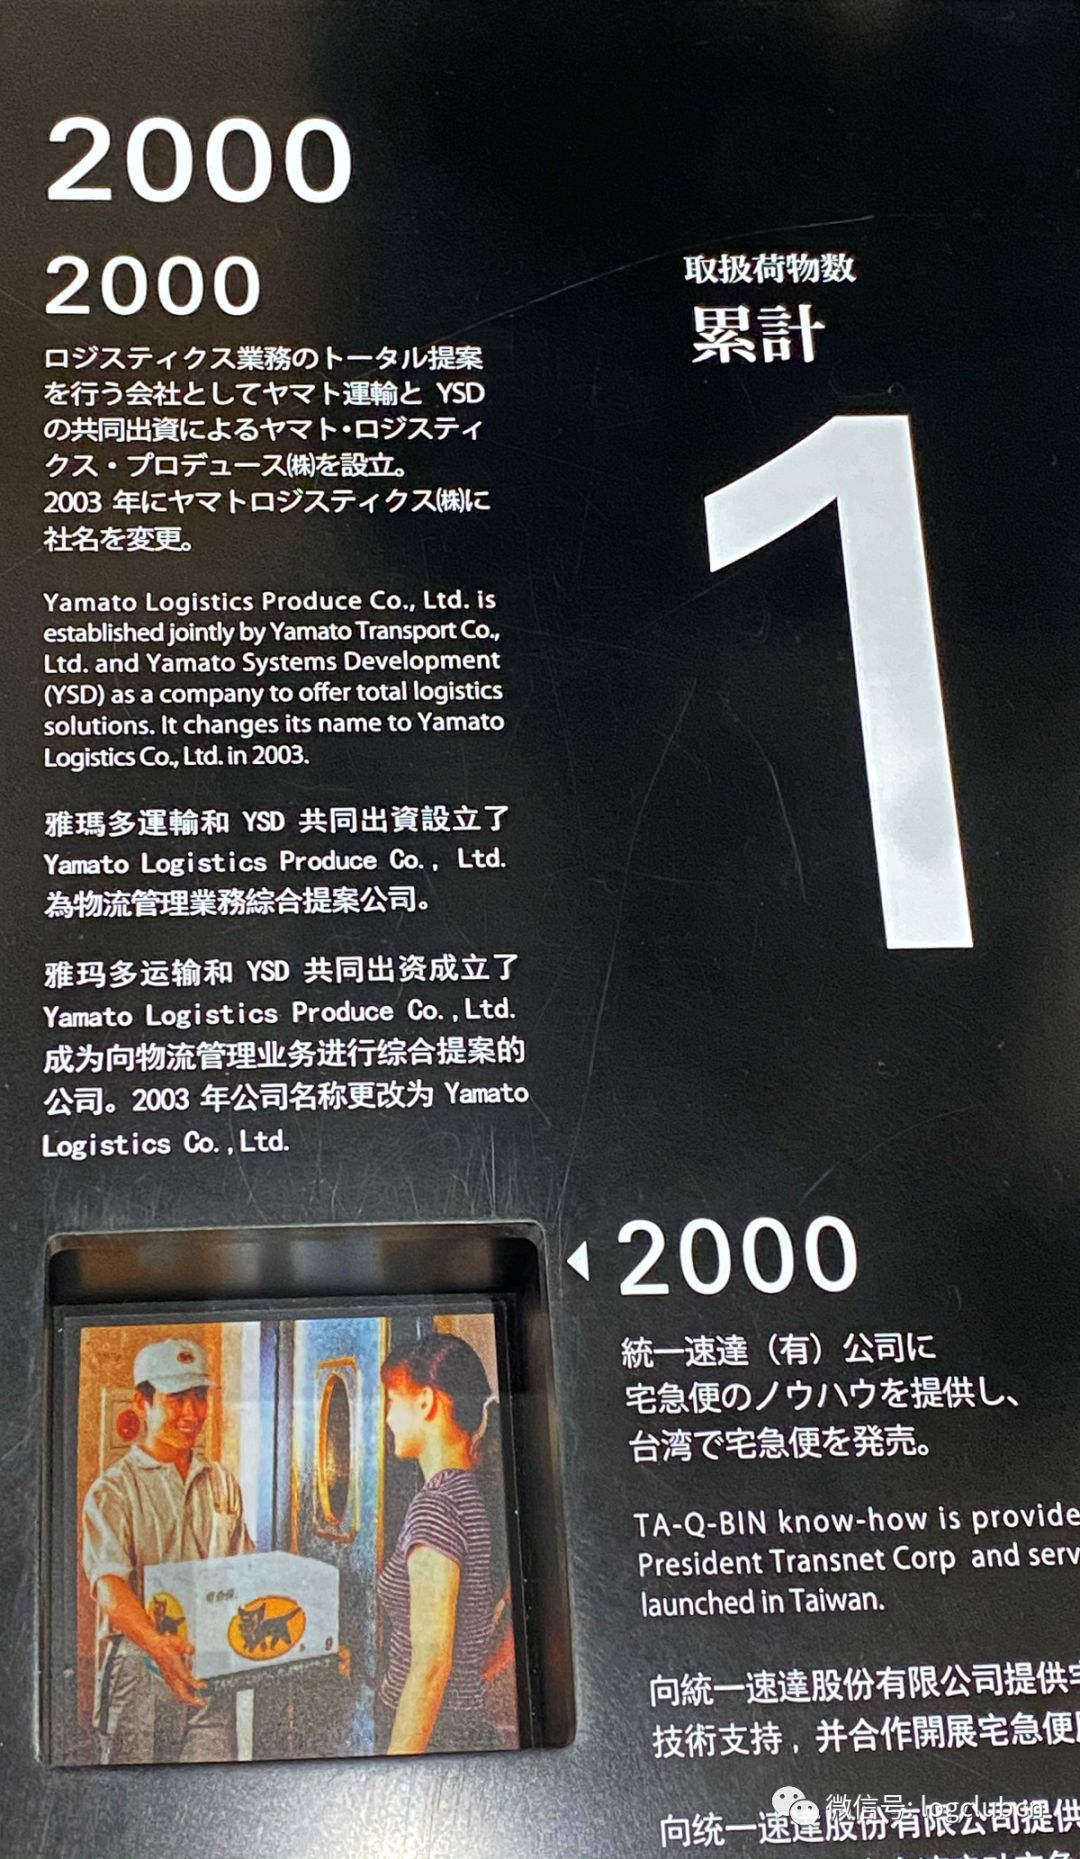 2000
2000
ロジスティクス業務のトータル提案
を行う会社としてヤマト運輸と YSD
の共同出資によるヤマト・ロジスティ
クス・プロデュース㈱を設立。
2003 年にヤマトロジスティクス㈱に
社名を変更。
Yamato Logistics Produce Co., Ltd. is
established jointly by Yamato Transport Co.,
Ltd. and Yamato Systems Development
(YSD) as a company to offer total logistics
solutions. It changes its name to Yamato
Logistics Co., Ltd. in 2003.
雅瑪多運輸和 YSD 共同出資設立了
Yamato Logistics Produce Co., Ltd.
為物流管理業務綜合提案公司。
雅玛多运输和 YSD 共同出资成立了
Yamato Logistics Produce Co.,Ltd.
成为向物流管理业务进行综合提案的
公司。2003 年公司名称更改为 Yamato
Logistics Co.,Ltd.
取扱荷物数
累計
1
2000
統一速達（有）公司に
宅急便のノウハウを提供し、
台湾で宅急便を発売。
TA-Q-BIN know-how is provide
President Transnet Corp and serv
launched in Taiwan.
向統一速達股份有限公司提供
技術支持，并合作開展宅急便
向统一速達股份有限公司提供
微信号: logclubcn